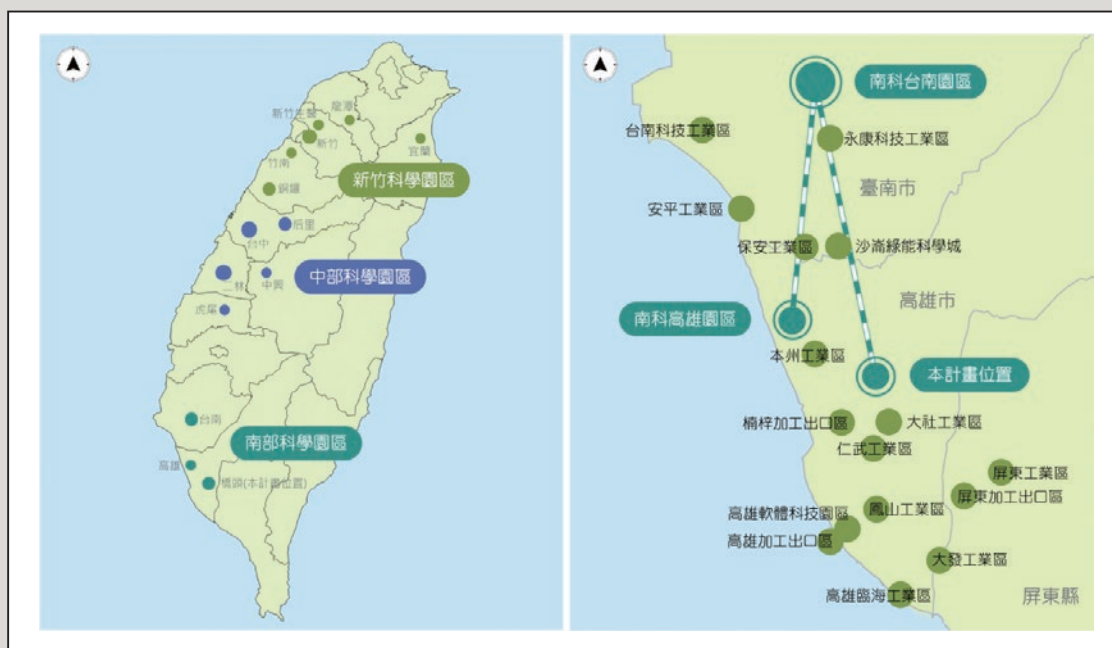 龍潭
新竹生醫
新竹
宜蘭
竹南
新竹科學園區
銅鑼
后里
台中
中部科學園區
二林
中興
虎尾
台南
南部科學園區
高雄
橋頭(本計畫位置)
南科台南園區
台南科技工業區
永康科技工業區
臺南市
安平工業區
保安工業區
沙崙綠能科學城
高雄市
南科高雄園區
本州工業區
本計畫位置
楠梓加工出口區
大社工業區
仁武工業區
屏東工業區
屏東加工出口區
高雄軟體科技園區
鳳山工業區
高雄加工出口區
大發工業區
高雄臨海工業區
屏東縣